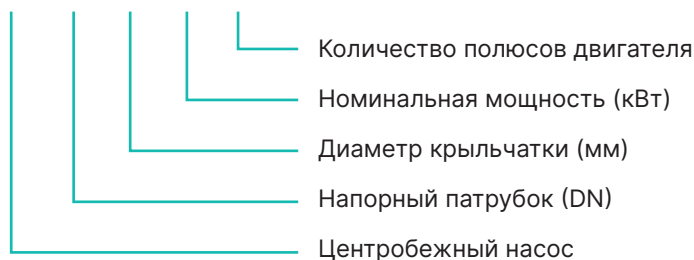 Количество полюсов двигателя
Номинальная мощность (кВт)
Диаметр крыльчатки (мм)
Напорный патрубок (DN)
Центробежный насос